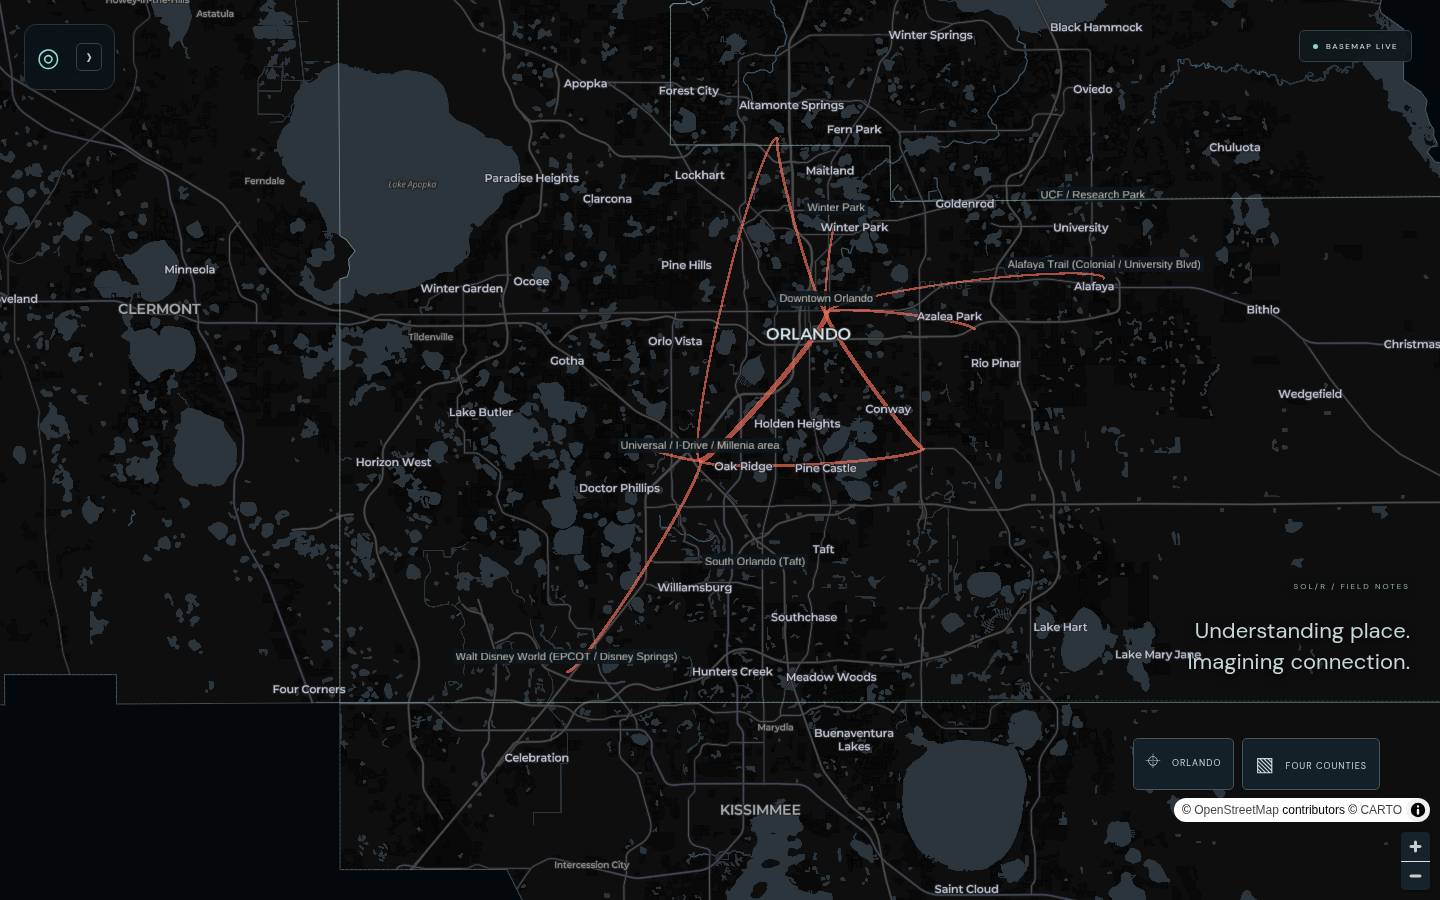 Howey-in-the-Hills
Astatula
Black Hammock
Winter Springs
BASEMAP LIVE
Apopka
Forest City
Oviedo
Altamonte Springs
Fern Park
Chuluota
Lake Apopka
Ferndale
Paradise Heights
Lockhart
Maitland
Clarcona
UCF / Research Park
Goldenrod
Winter Park
Winter Park
University
Pine Hills
Alafaya Trail (Colonial / University Blvd)
Minneola
Ocoee
Winter Garden
Alafaya
Downtown Orlando
veland
CLERMONT
Bithlo
Azalea Park
ORLANDO
Tildenville
Orlo Vista
Christmas
Gotha
Rio Pinar
Wedgefield
Lake Butler
Conway
Holden Heights
Universal / I-Drive / Millenia area
Horizon West
Oak Ridge
Pine Castle
Doctor Phillips
Taft
South Orlando (Taft)
Williamsburg
SOL/R / FIELD NOTES
Southchase
Lake Hart
Understanding place.
Imagining connection.
Lake Mary Jane
Walt Disney World (EPCOT / Disney Springs)
Hunters Creek
Meadow Woods
Four Corners
Marydia
Buenaventura
Lakes
Celebration
ORLANDO
FOUR COUNTIES
KISSIMMEE
© OpenStreetMap contributors © CARTO
Intercession City
Saint Cloud